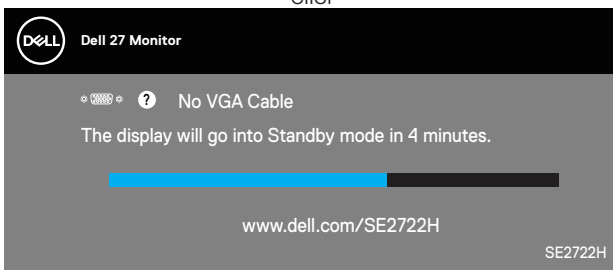 DELL
Dell 27 Monitor
? No VGA Cable
The display will go into Standby mode in 4 minutes.
www.dell.com/SE2722H
SE2722H